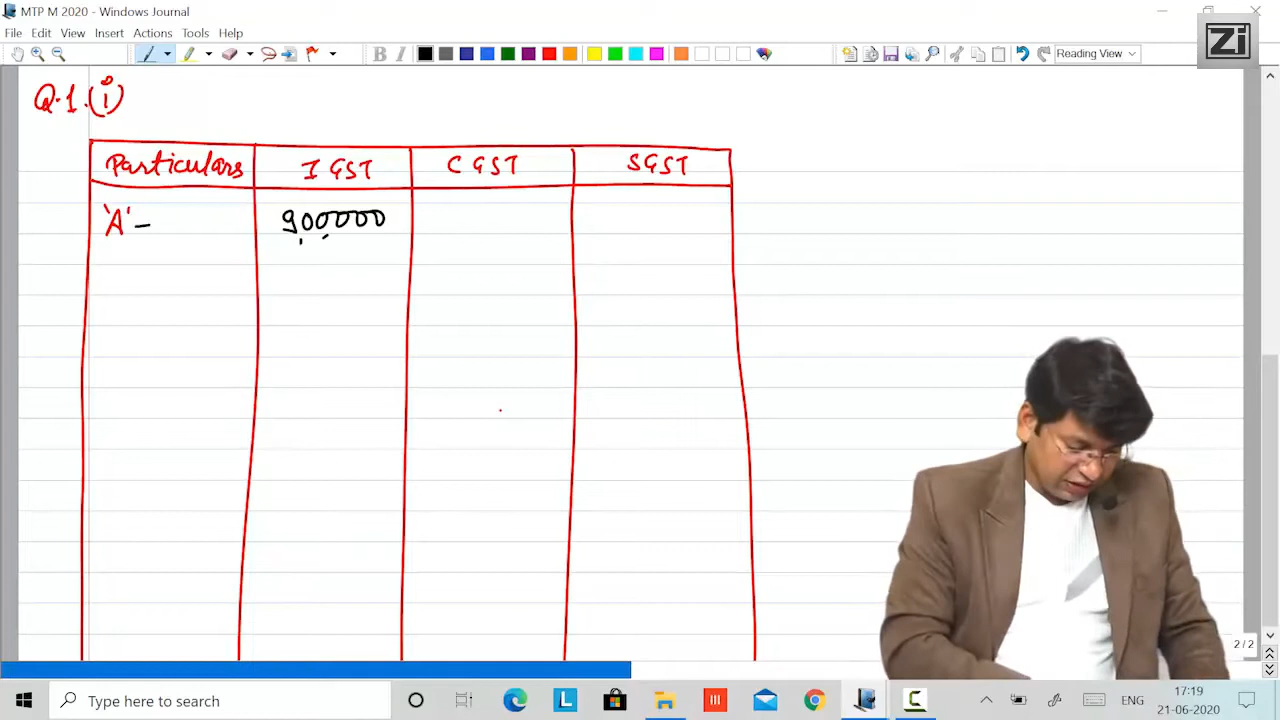 MTP M 2020 - Windows Journal
File Edit View Insert Actions Tools Help
Zi
B I
Reading View
Q.1.(i)
Particulars IGST CGST SGST
'A'- 900000
2/2
Type here to search
L
ENG
17:19
21-06-2020